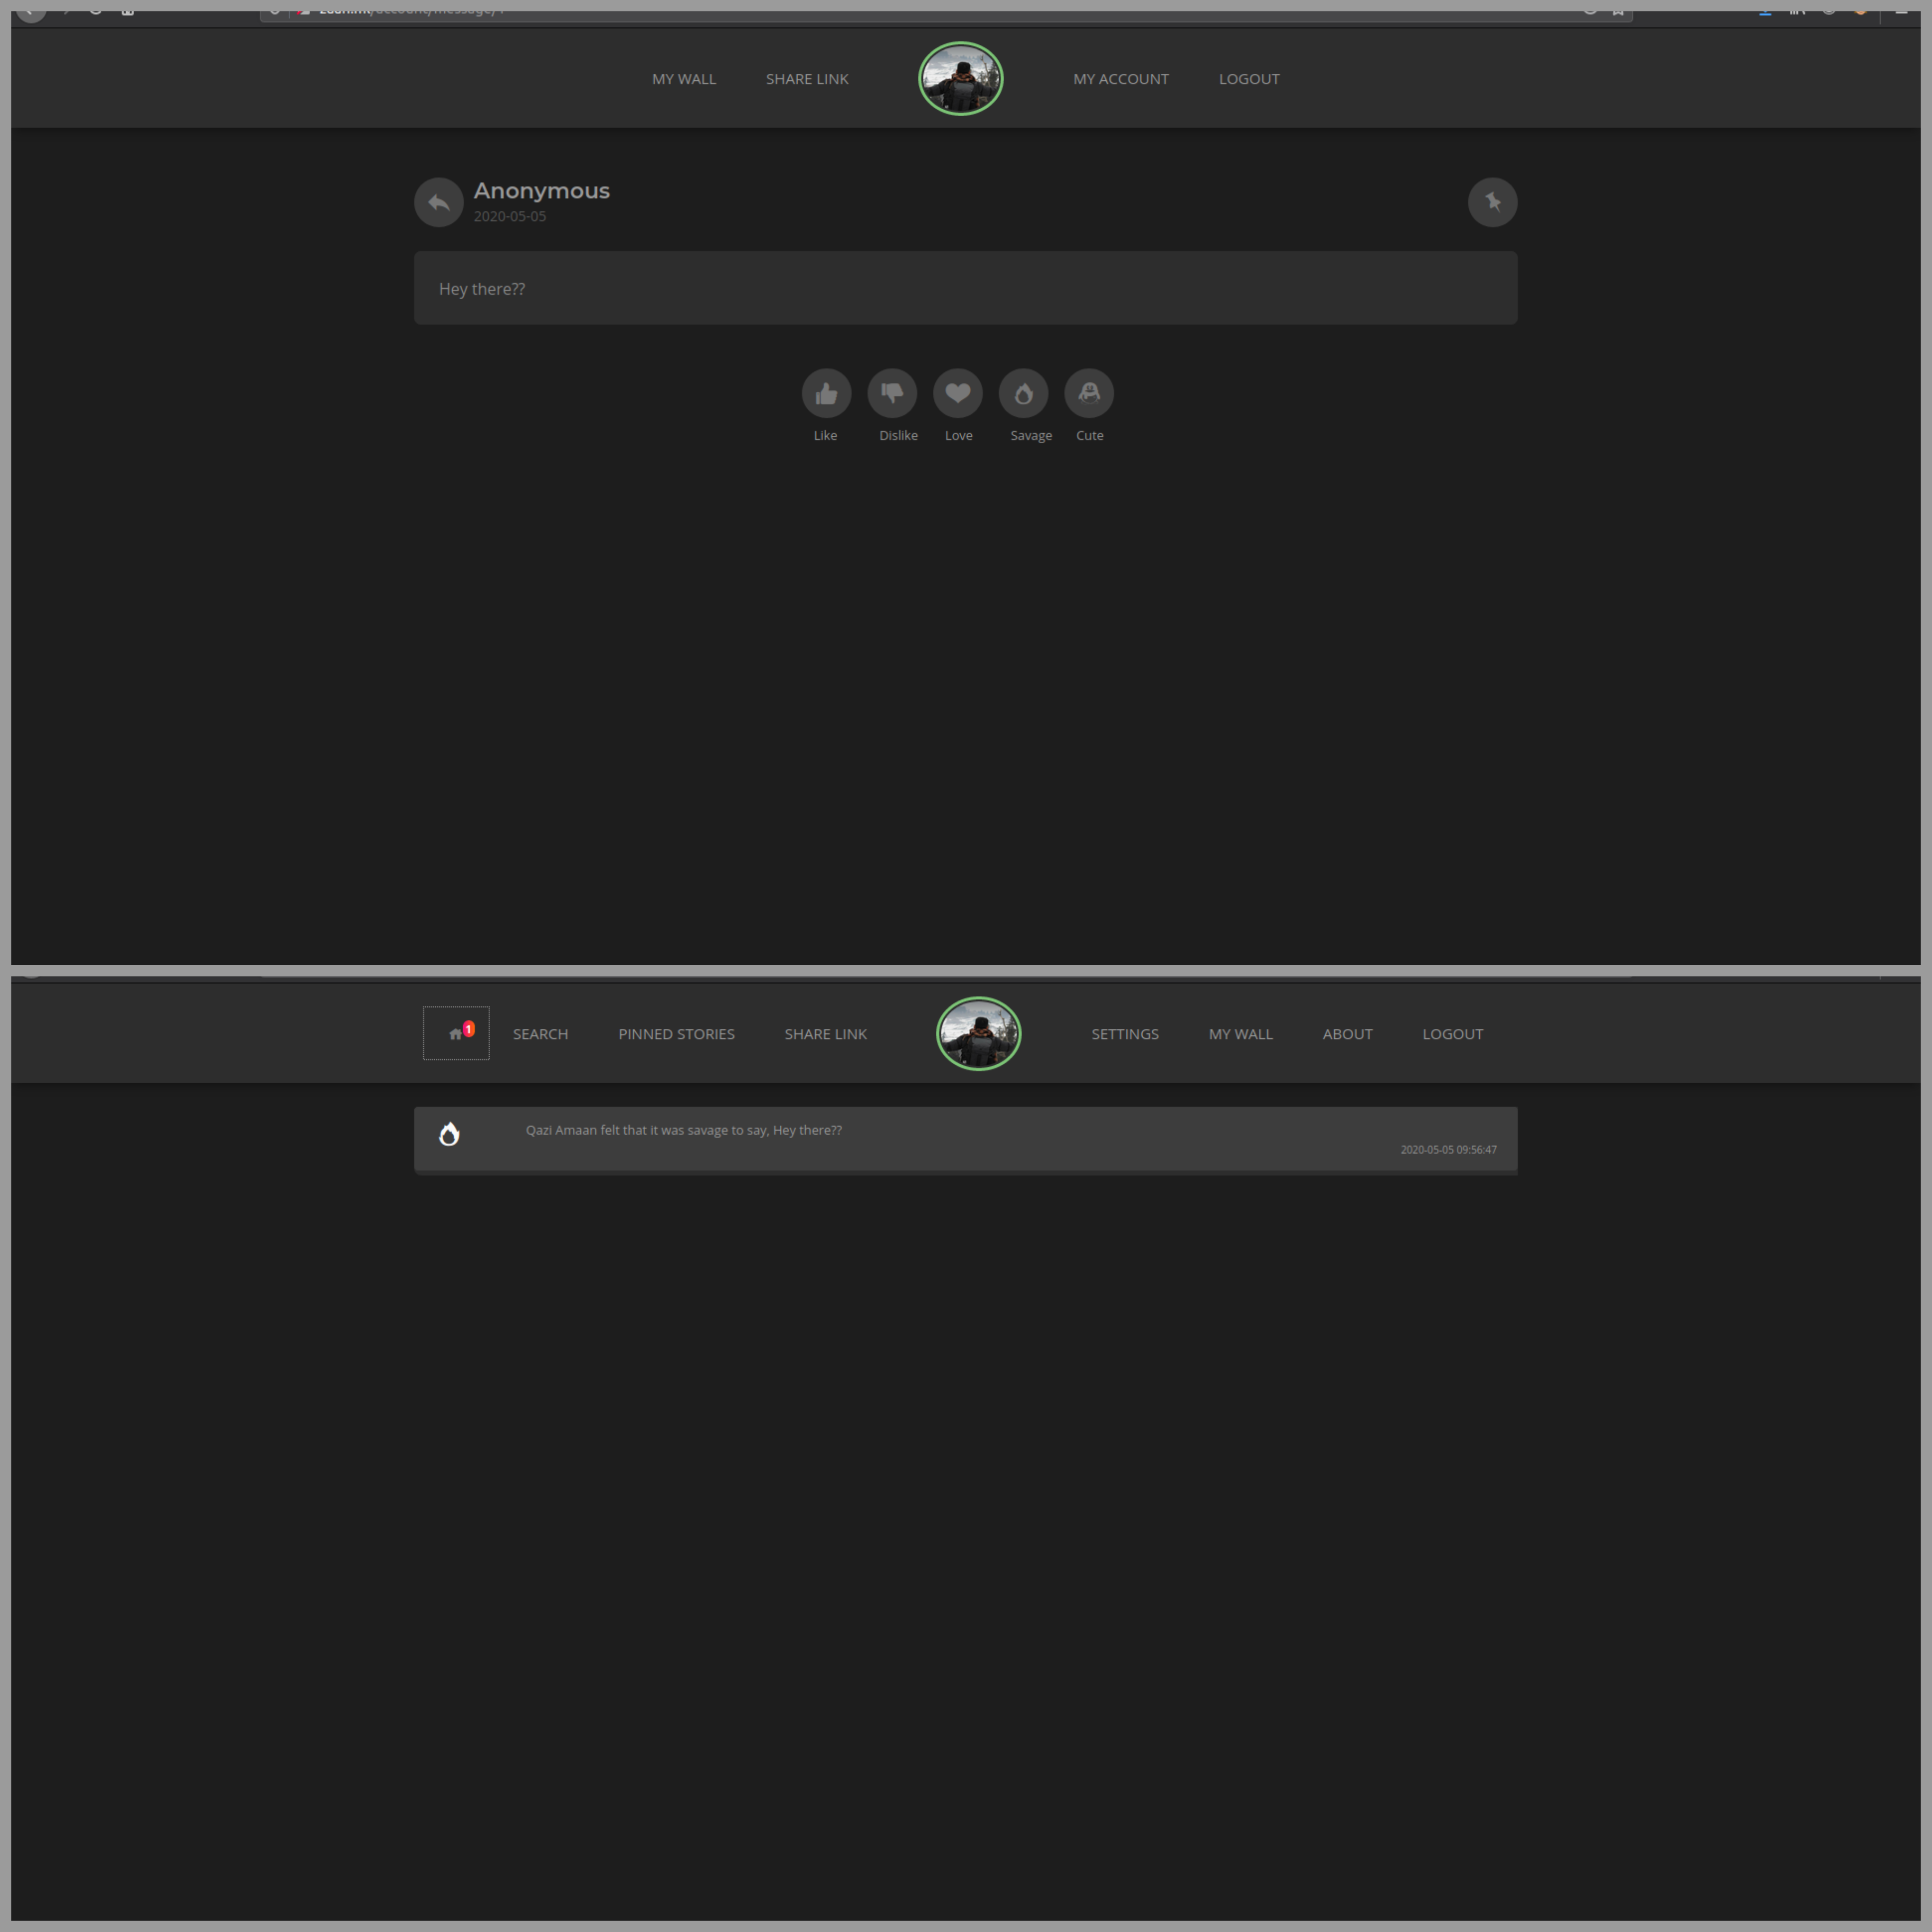 MY WALL SHARE LINK MY ACCOUNT LOGOUT
Anonymous
2020-05-05
Hey there??
Like Dislike Love Savage Cute
1 SEARCH PINNED STORIES SHARE LINK SETTINGS MY WALL ABOUT LOGOUT
Qazi Amaan felt that it was savage to say, Hey there??
2020-05-05 09:56:47